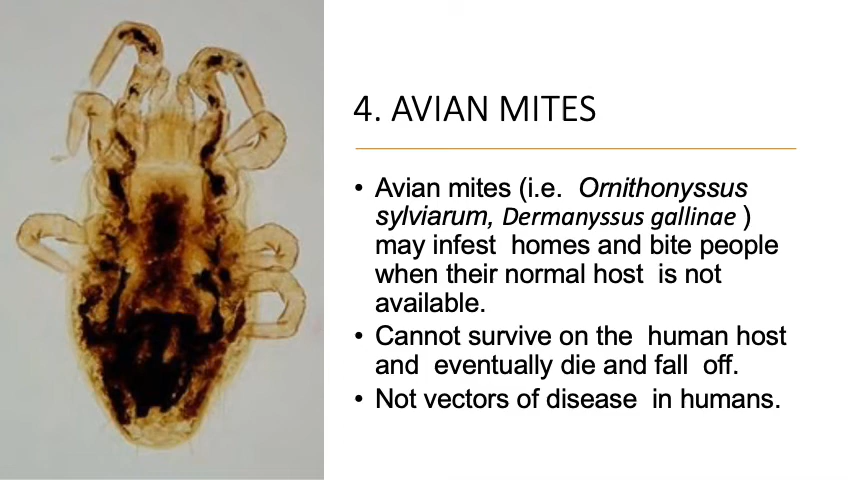 4. AVIAN MITES
• Avian mites (i.e. Ornithonyssus
sylviarum, Dermanyssus gallinae )
may infest homes and bite people
when their normal host is not
available.
• Cannot survive on the human host
and eventually die and fall off.
• Not vectors of disease in humans.